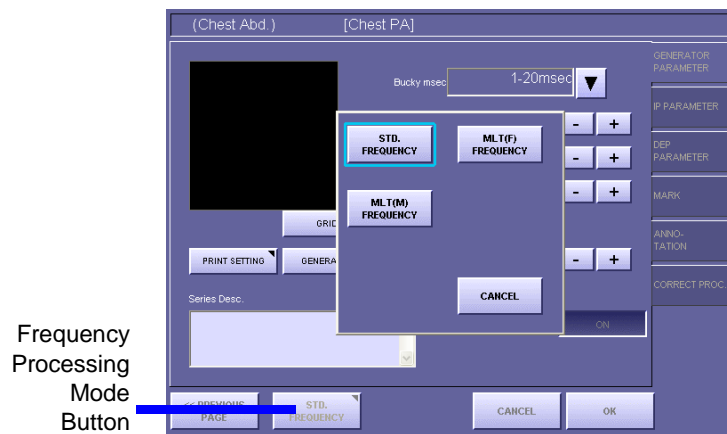 (Chest Abd.) [Chest PA]
GENERATOR
PARAMETER
Bucky msec 1-20msec
IP PARAMETER
STD.
FREQUENCY
MLT(F)
FREQUENCY
- +
DEP
PARAMETER
- +
MLT(M)
FREQUENCY
- +
MARK
GRID
ANNO-
TATION
PRINT SETTING
GENERA
- +
CORRECT PROC.
CANCEL
Series Desc.
ON
Frequency
Processing
Mode
Button
<< PREVIOUS
PAGE
STD.
FREQUENCY
CANCEL
OK